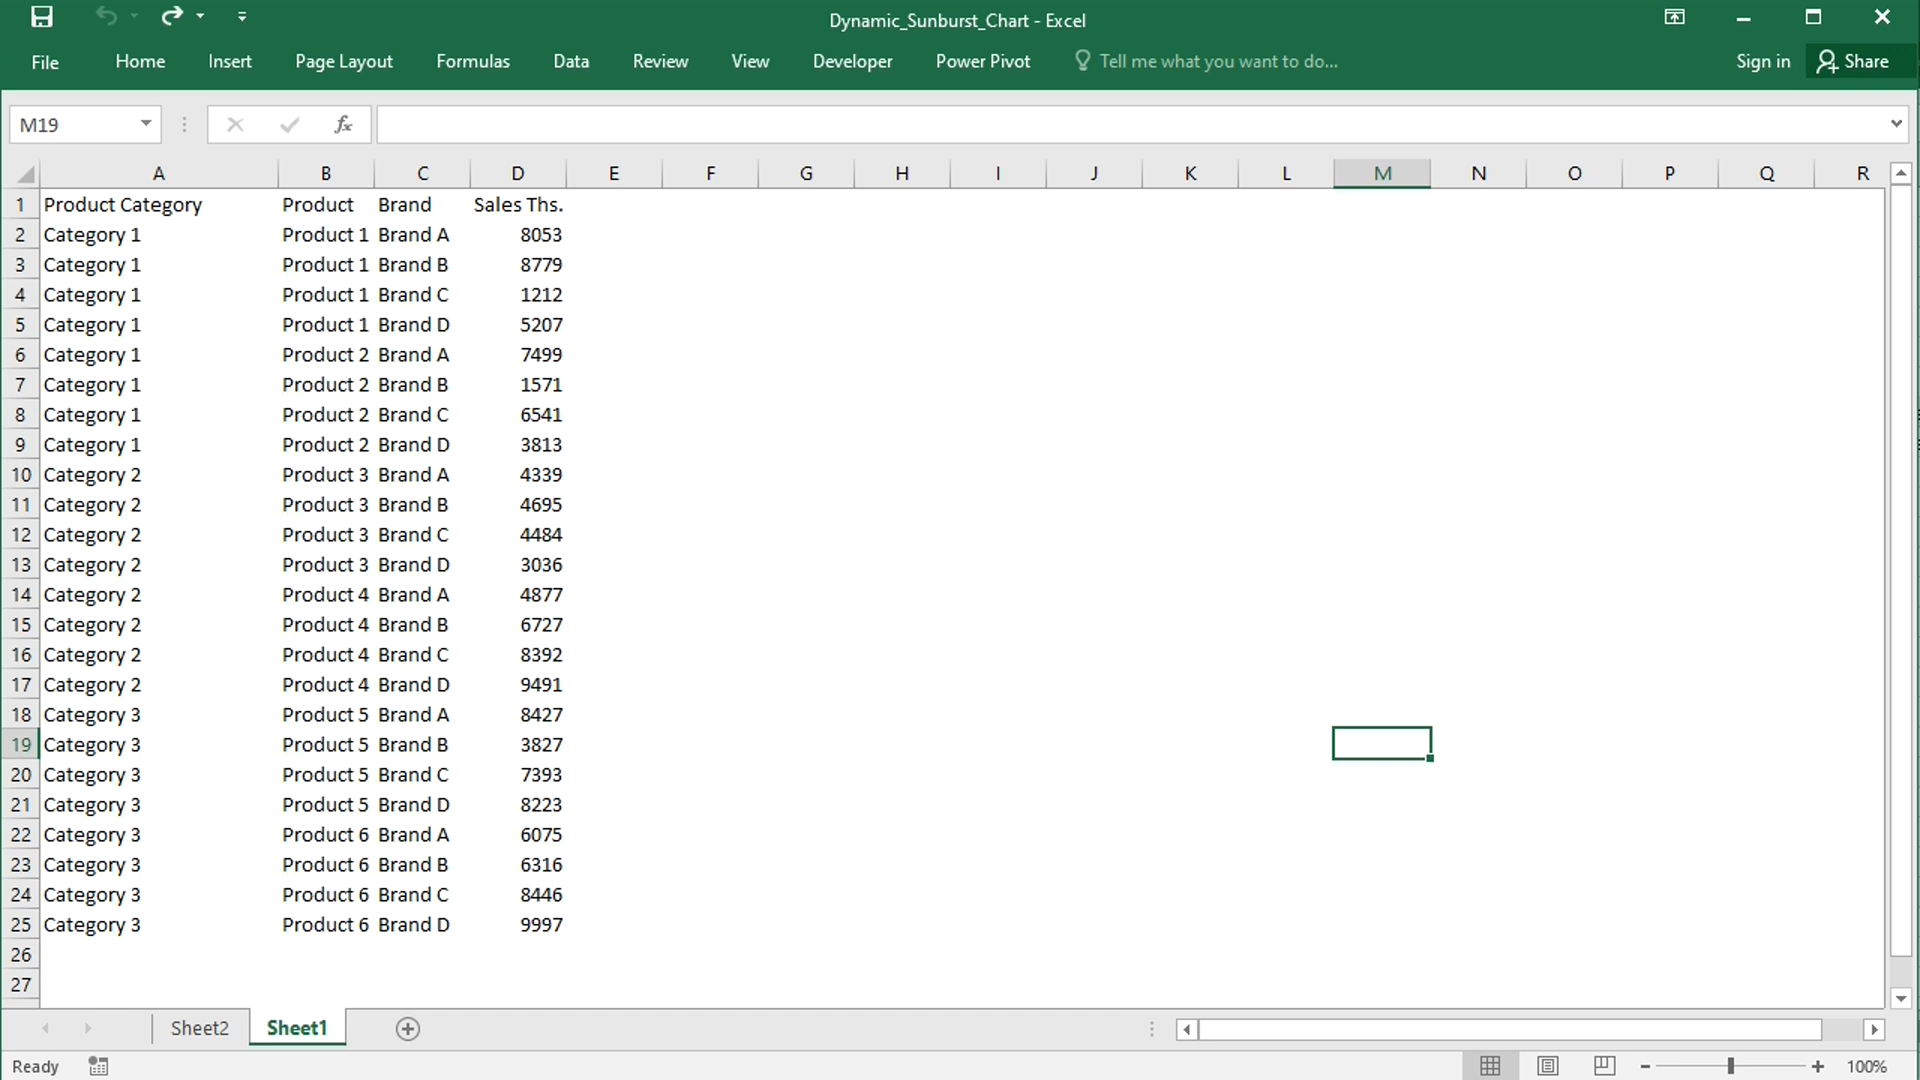 Dynamic_Sunburst_Chart - Excel
File Home Insert Page Layout Formulas Data Review View Developer Power Pivot Tell me what you want to do... Sign in Share
M19 fx
A B C D E F G H I J K L M N O P Q R
1 Product Category Product Brand Sales Ths.
2 Category 1 Product 1 Brand A 8053
3 Category 1 Product 1 Brand B 8779
4 Category 1 Product 1 Brand C 1212
5 Category 1 Product 1 Brand D 5207
6 Category 1 Product 2 Brand A 7499
7 Category 1 Product 2 Brand B 1571
8 Category 1 Product 2 Brand C 6541
9 Category 1 Product 2 Brand D 3813
10 Category 2 Product 3 Brand A 4339
11 Category 2 Product 3 Brand B 4695
12 Category 2 Product 3 Brand C 4484
13 Category 2 Product 3 Brand D 3036
14 Category 2 Product 4 Brand A 4877
15 Category 2 Product 4 Brand B 6727
16 Category 2 Product 4 Brand C 8392
17 Category 2 Product 4 Brand D 9491
18 Category 3 Product 5 Brand A 8427
19 Category 3 Product 5 Brand B 3827
20 Category 3 Product 5 Brand C 7393
21 Category 3 Product 5 Brand D 8223
22 Category 3 Product 6 Brand A 6075
23 Category 3 Product 6 Brand B 6316
24 Category 3 Product 6 Brand C 8446
25 Category 3 Product 6 Brand D 9997
26
27
Sheet2 Sheet1
Ready 100%